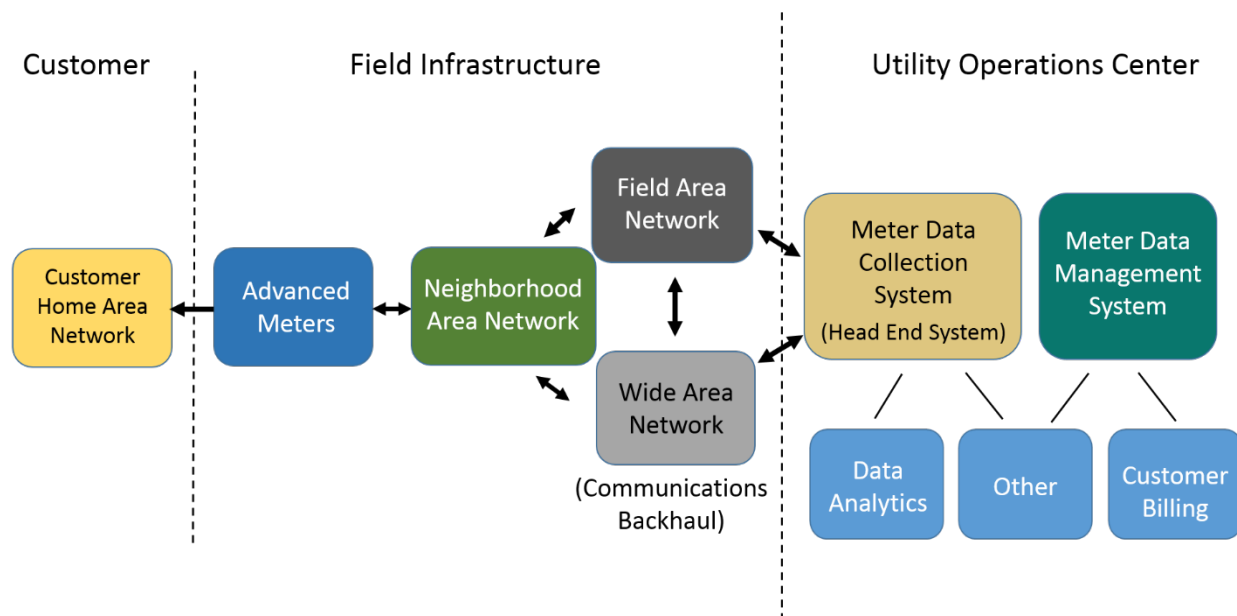 Customer
Field Infrastructure
Utility Operations Center
Customer
Home Area
Network
Advanced
Meters
Neighborhood
Area Network
Field Area
Network
Wide Area
Network
(Communications
Backhaul)
Meter Data
Collection
System
(Head End System)
Meter Data
Management
System
Data
Analytics
Other
Customer
Billing